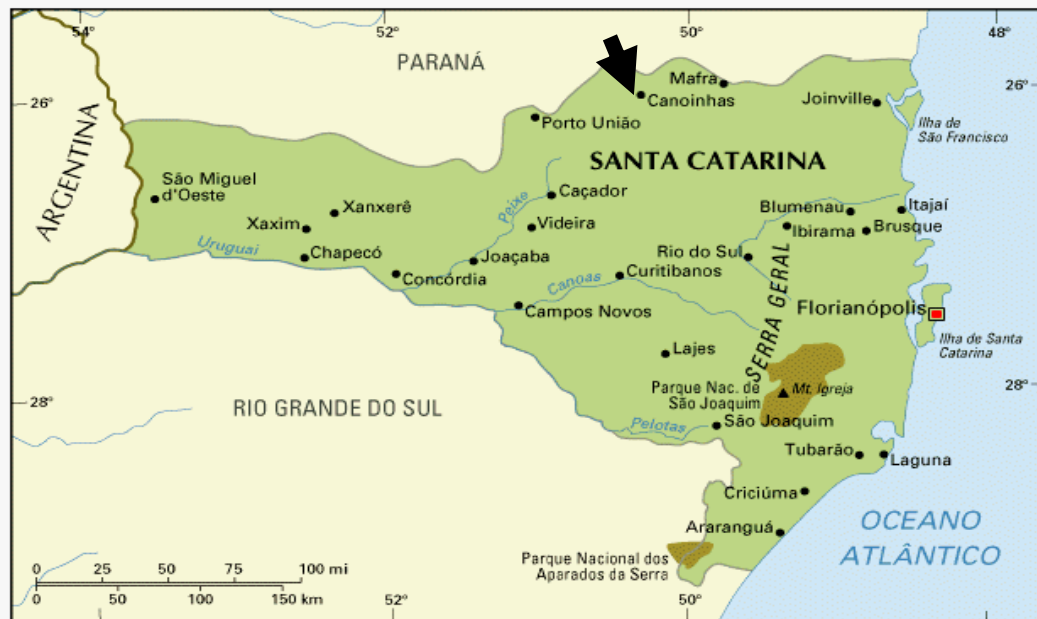 54°
52°
50°
48°
PARANÁ
Mafra
Canoinhas
Joinville
26°
26°
Ilha de
São Francisco
Porto União
ARGENTINA
SANTA CATARINA
São Miguel
d'Oeste
Caçador
Peixe
Xanxerê
Xaxim
Videira
Blumenau
Itajaí
Ibirama
Brusque
Uruguai
Chapecó
Joaçaba
Rio do Sul
Concórdia
Curitibanos
Canoas
SERRA GERAL
Campos Novos
Florianópolis
Ilha de Santa
Catarina
Lajes
Parque Nac. de
São Joaquim
Mt. Igreja
28°
28°
RIO GRANDE DO SUL
Pelotas
São Joaquim
Tubarão
Laguna
Criciúma
Araranguá
OCEANO
ATLÂNTICO
Parque Nacional dos
Aparados da Serra
0 25 50 75 100 mi
0 50 100 150 km
52°
50°